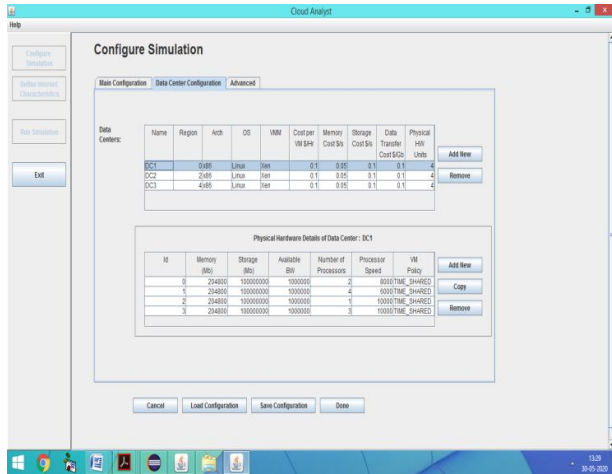 Cloud Analyst
Help
Configure Simulation
Configure
Simulation
Define Internet
Characteristics
Run Simulation
Exit
Main Configuration Data Center Configuration Advanced
Data
Centers:
Name Region Arch OS VMM Cost per VM $/Hr Memory Cost $/s Storage Cost $/s Data Transfer Cost $/Gb Physical HW Units
DC1 0 x86 Linux Xen 0.1 0.05 0.1 0.1 4
DC2 2 x86 Linux Xen 0.1 0.05 0.1 0.1 4
DC3 4 x86 Linux Xen 0.1 0.05 0.1 0.1 4
Add New
Remove
Physical Hardware Details of Data Center : DC1
Id Memory (Mb) Storage (Mb) Available BW Number of Processors Processor Speed VM Policy
0 204800 100000000 1000000 2 8000 TIME_SHARED
1 204800 100000000 1000000 4 6000 TIME_SHARED
2 204800 100000000 1000000 1 10000 TIME_SHARED
3 204800 100000000 1000000 3 10000 TIME_SHARED
Add New
Copy
Remove
Cancel Load Configuration Save Configuration Done
13:29
30-05-2020